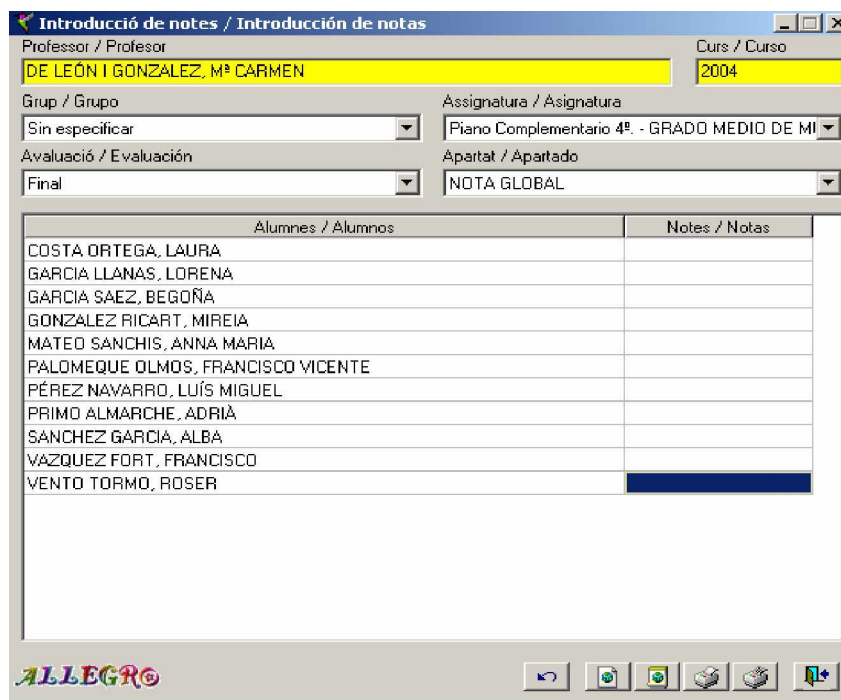 Introducció de notes / Introducción de notas
Professor / Profesor
Curs / Curso
DE LEÓN I GONZALEZ, Mª CARMEN
2004
Grup / Grupo
Assignatura / Asignatura
Sin especificar
Piano Complementario 4º. - GRADO MEDIO DE MI
Avaluació / Evaluación
Apartat / Apartado
Final
NOTA GLOBAL
Alumnes / Alumnos
Notes / Notas
COSTA ORTEGA, LAURA
GARCIA LLANAS, LORENA
GARCIA SAEZ, BEGOÑA
GONZALEZ RICART, MIREIA
MATEO SANCHIS, ANNA MARIA
PALOMEQUE OLMOS, FRANCISCO VICENTE
PÉREZ NAVARRO, LUÍS MIGUEL
PRIMO ALMARCHE, ADRIÀ
SANCHEZ GARCIA, ALBA
VAZQUEZ FORT, FRANCISCO
VENTO TORMO, ROSER
ALLEGRO